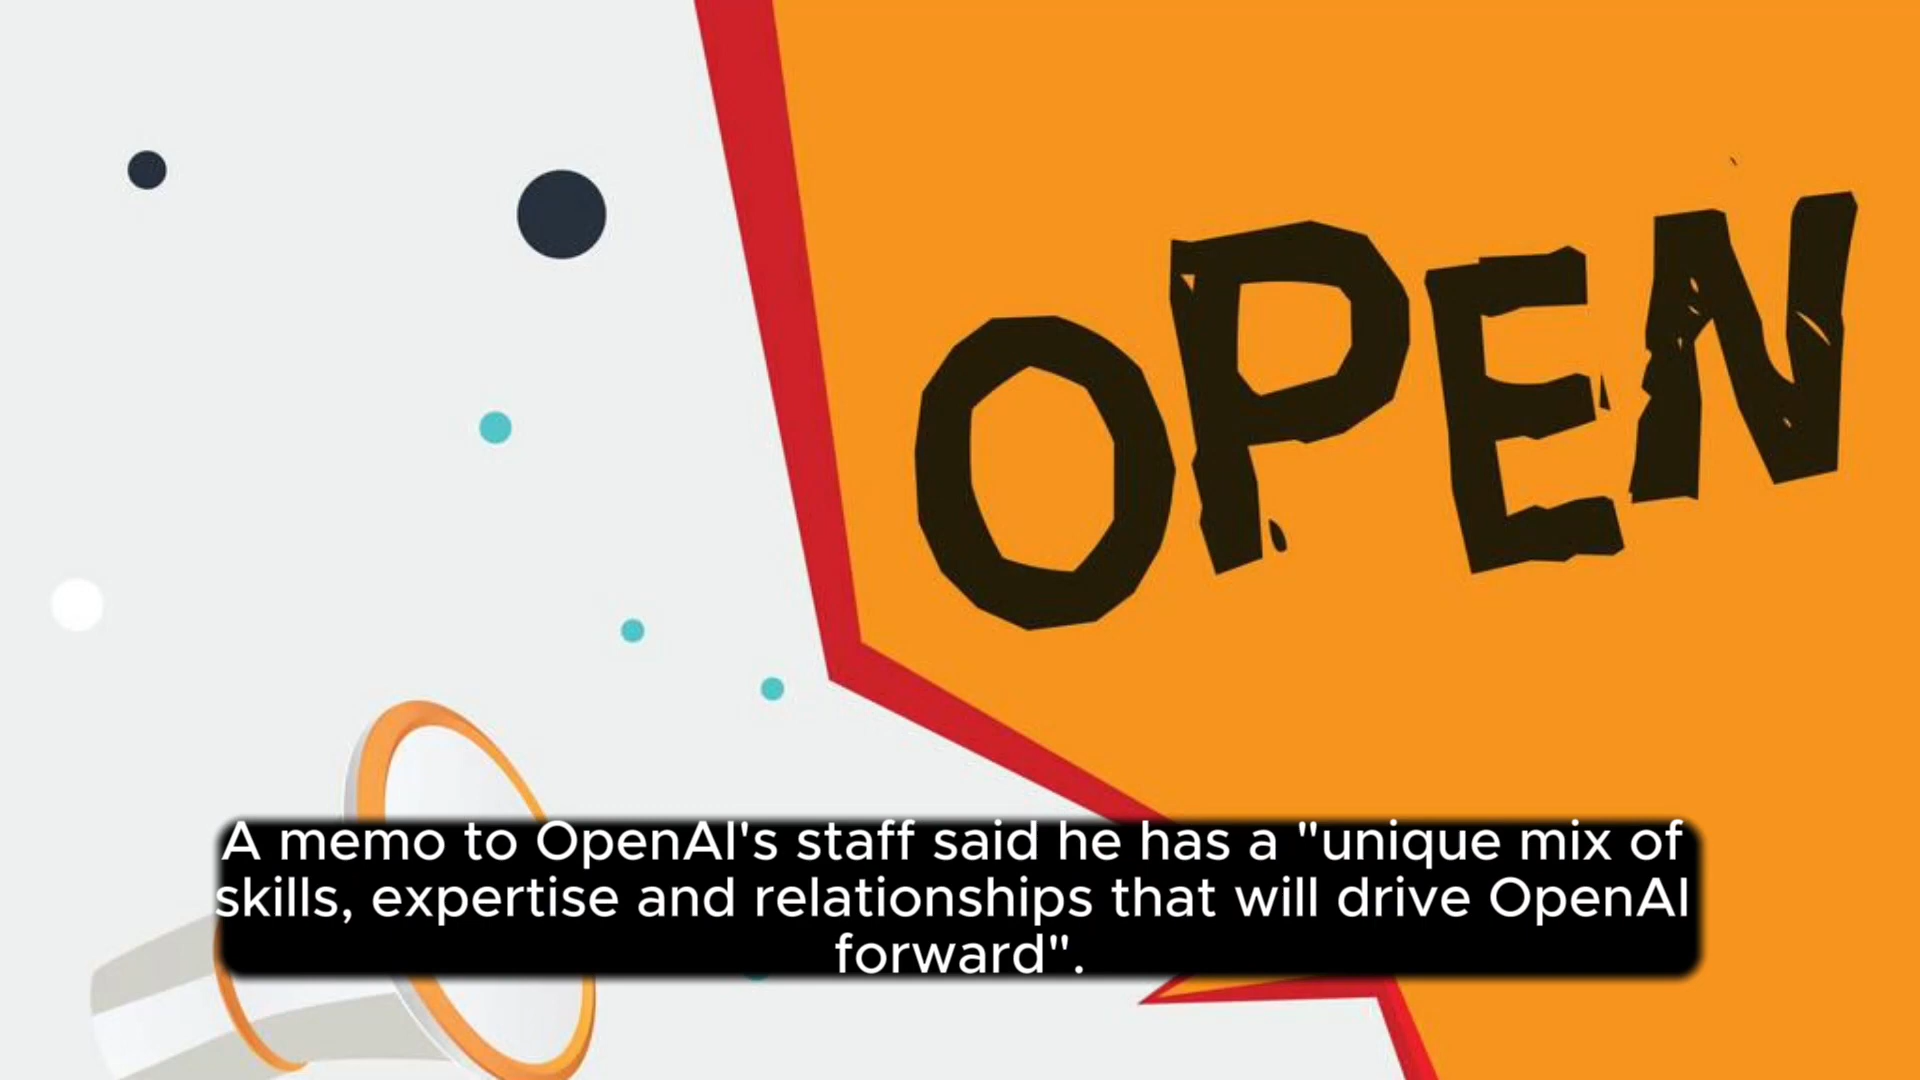 OPEN
A memo to OpenAI's staff said he has a "unique mix of
skills, expertise and relationships that will drive OpenAI
forward".